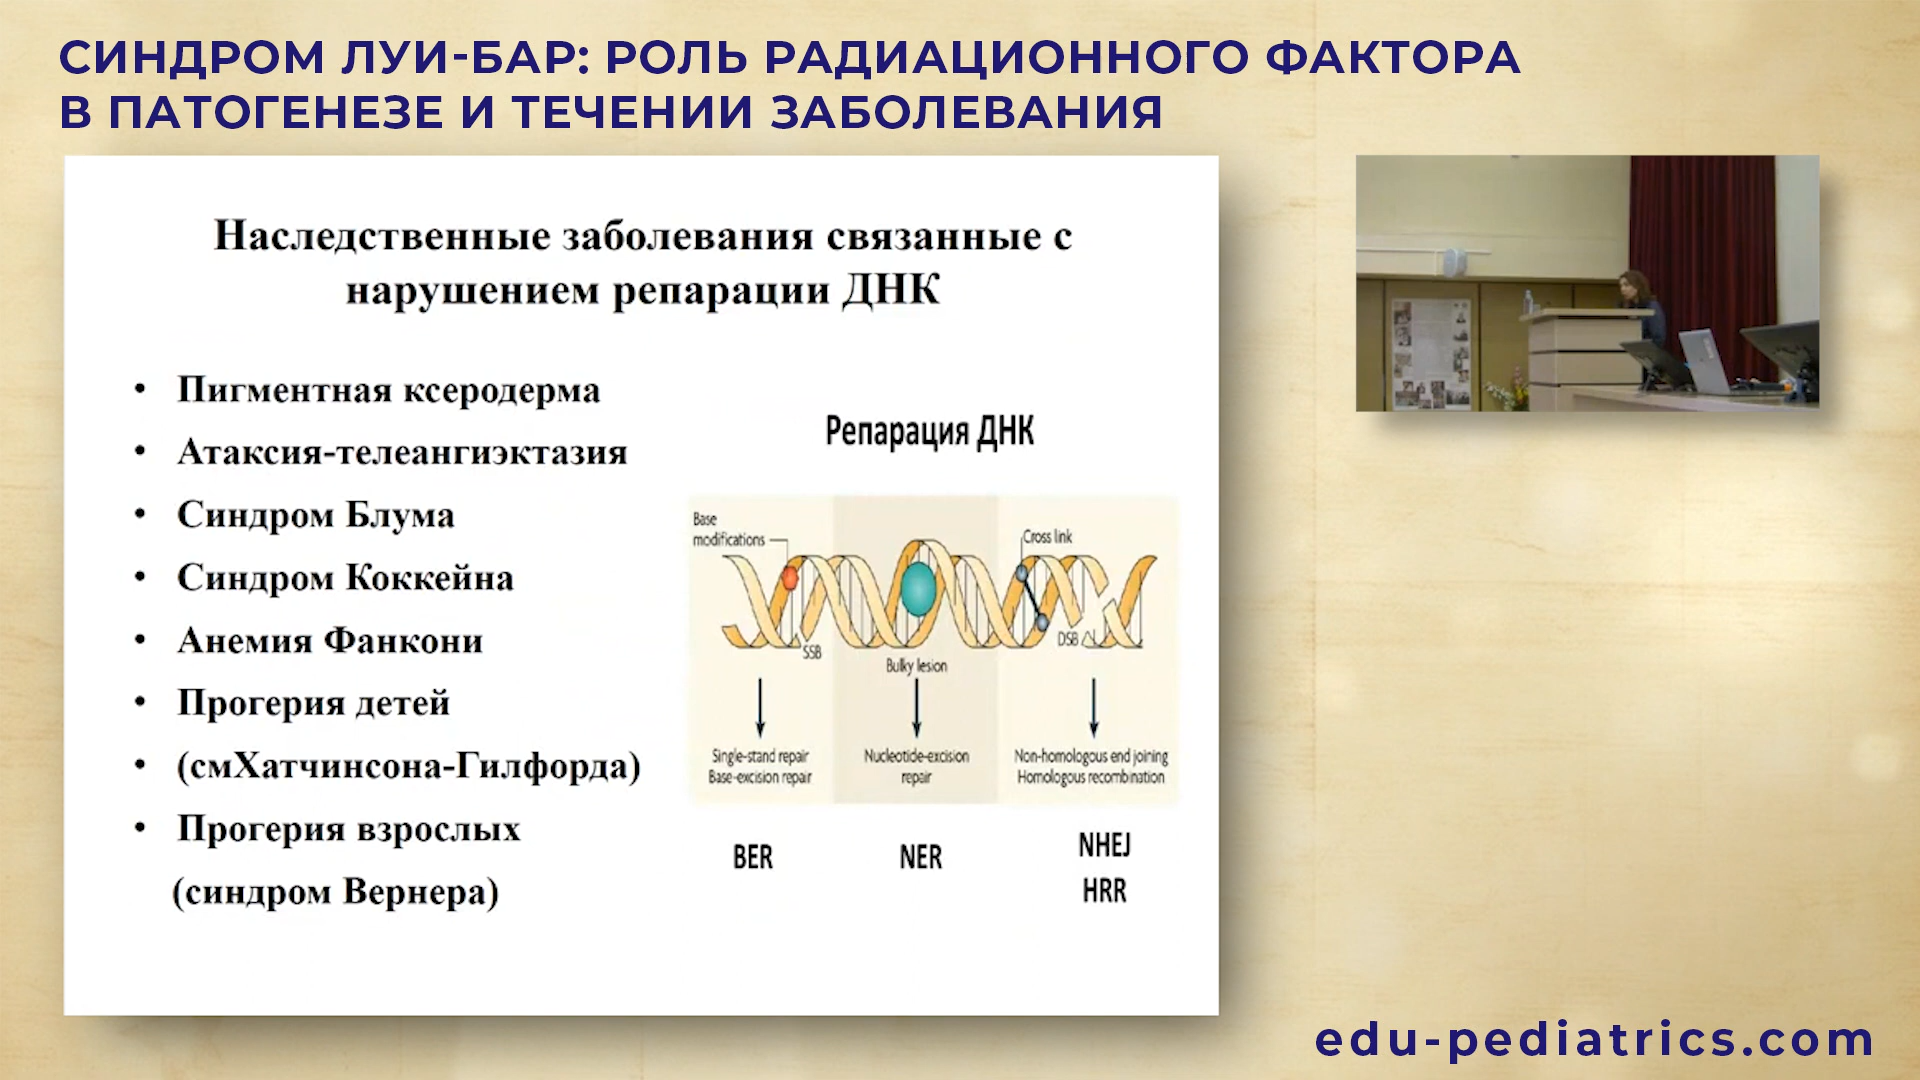 СИНДРОМ ЛУИ-БАР: РОЛЬ РАДИАЦИОННОГО ФАКТОРА
В ПАТОГЕНЕЗЕ И ТЕЧЕНИИ ЗАБОЛЕВАНИЯ
Наследственные заболевания связанные с
нарушением репарации ДНК
• Пигментная ксеродерма
• Атаксия-телеангиэктазия
• Синдром Блума
• Синдром Коккейна
• Анемия Фанкони
• Прогерия детей
• (смХатчинсона-Гилфорда)
• Прогерия взрослых
(синдром Вернера)
Репарация ДНК
Base
modifications
Cross link
SSB
DSB
Bulky lesion
Single-stand repair
Base-excision repair
Nucleotide-excision
repair
Non-homologous end joining
Homologous recombination
BER
NER
NHEJ
HRR
edu-pediatrics.com